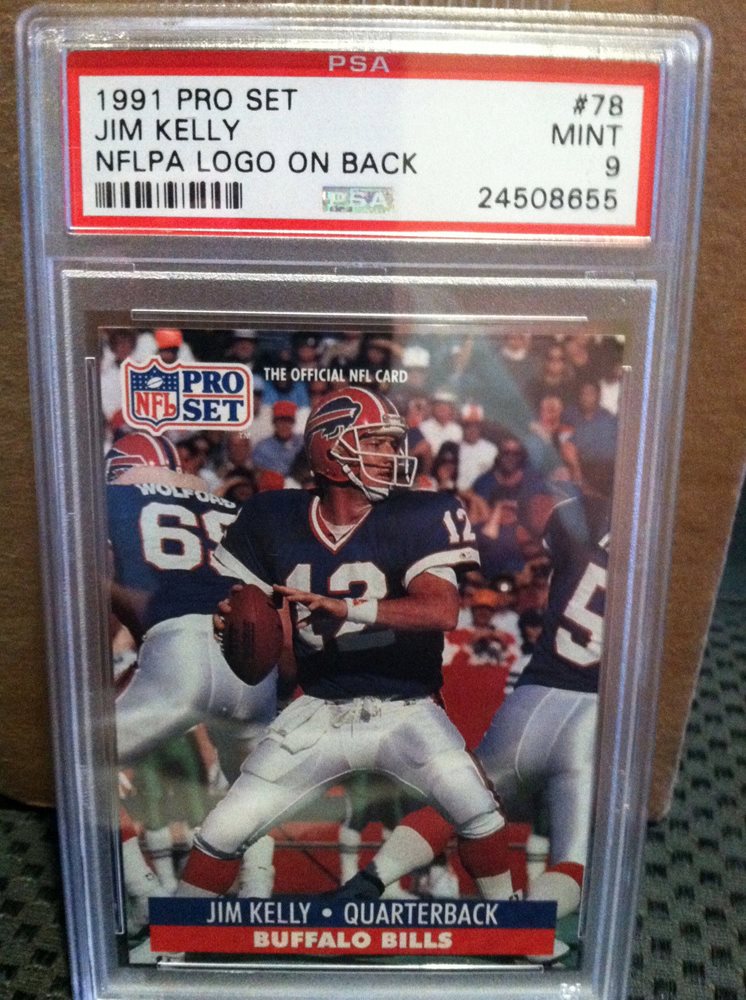 PSA
1991 PRO SET #78
JIM KELLY MINT
NFLPA LOGO ON BACK 9
PSA 24508655
NFL PRO SET TM
THE OFFICIAL NFL CARD
WOLFORD
12
12
5
JIM KELLY • QUARTERBACK
BUFFALO BILLS